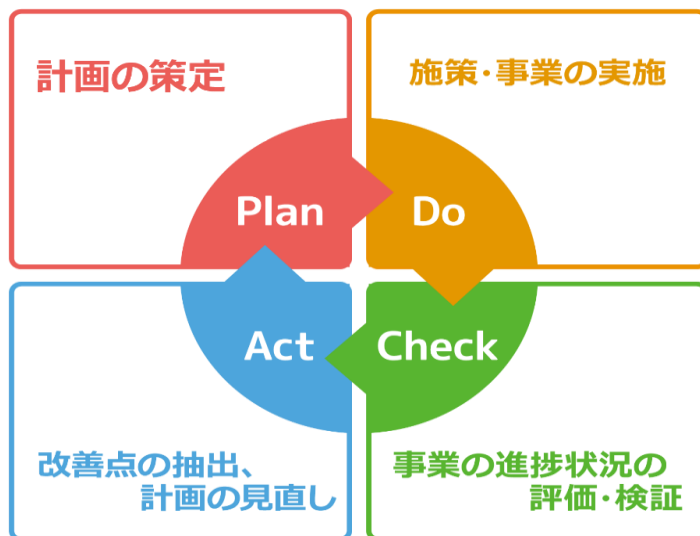 計画の策定
施策・事業の実施
Plan
Do
Act
Check
改善点の抽出、
計画の見直し
事業の進捗状況の
評価・検証